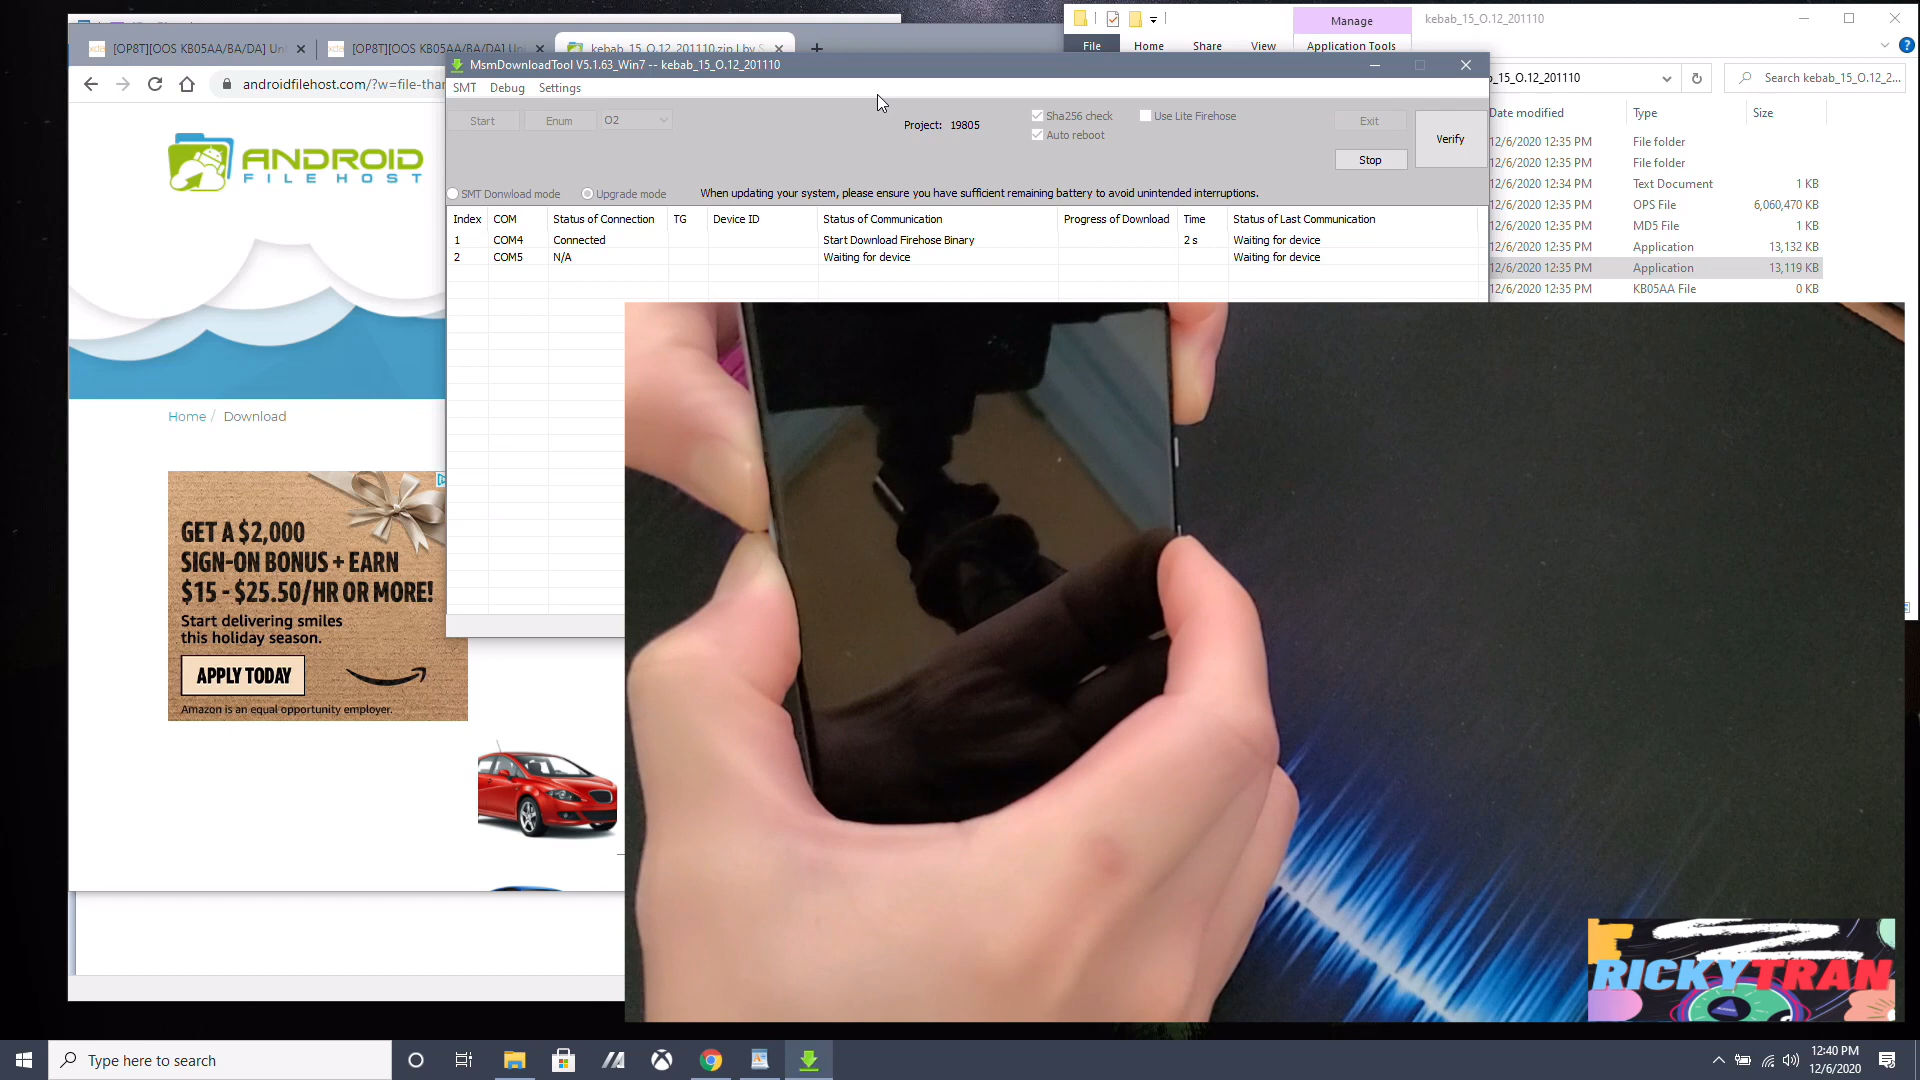 [OP8T][OOS KB05AA/BA/DA] Un
[OP8T][OOS KB05AA/BA/DA] Un
kebab_15_O.12_201110.zip | by S
androidfilehost.com/?w=file-than
ANDROID
FILE HOST
Home / Download
GET A $2,000
SIGN-ON BONUS + EARN
$15 - $25.50/HR OR MORE!
Start delivering smiles
this holiday season.
APPLY TODAY
Amazon is an equal opportunity employer.
MsmDownloadTool V5.1.63_Win7 -- kebab_15_O.12_201110
SMT Debug Settings
Start Enum O2
Project: 19805
Sha256 check Use Lite Firehose
Auto reboot
Exit
Verify
Stop
SMT Donwload mode Upgrade mode When updating your system, please ensure you have sufficient remaining battery to avoid unintended interruptions.
Index COM Status of Connection TG Device ID Status of Communication Progress of Download Time Status of Last Communication
1 COM4 Connected Start Download Firehose Binary 2 s Waiting for device
2 COM5 N/A Waiting for device Waiting for device
Manage kebab_15_O.12_201110
File Home Share View Application Tools
b_15_O.12_201110 Search kebab_15_O.12_2...
Date modified Type Size
12/6/2020 12:35 PM File folder
12/6/2020 12:35 PM File folder
12/6/2020 12:34 PM Text Document 1 KB
12/6/2020 12:35 PM OPS File 6,060,470 KB
12/6/2020 12:35 PM MD5 File 1 KB
12/6/2020 12:35 PM Application 13,132 KB
12/6/2020 12:35 PM Application 13,119 KB
12/6/2020 12:35 PM KB05AA File 0 KB
RICKYTRAN
Type here to search
12:40 PM
12/6/2020